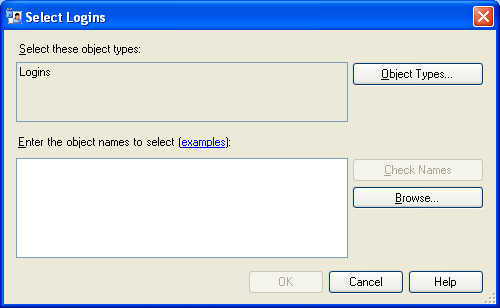 Select Logins
Select these object types:
Logins
Object Types...
Enter the object names to select (examples):
Check Names
Browse...
OK
Cancel
Help